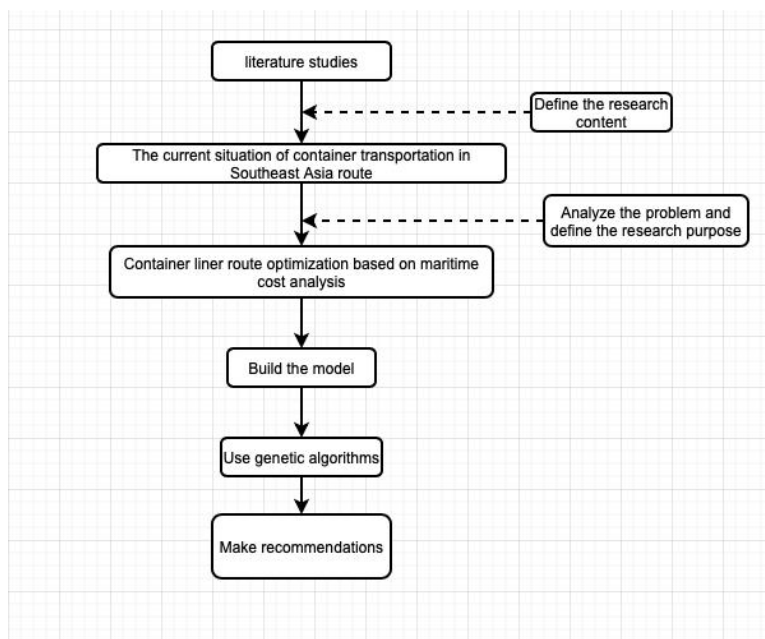 literature studies
Define the research
content
The current situation of container transportation in
Southeast Asia route
Analyze the problem and
define the research purpose
Container liner route optimization based on maritime
cost analysis
Build the model
Use genetic algorithms
Make recommendations